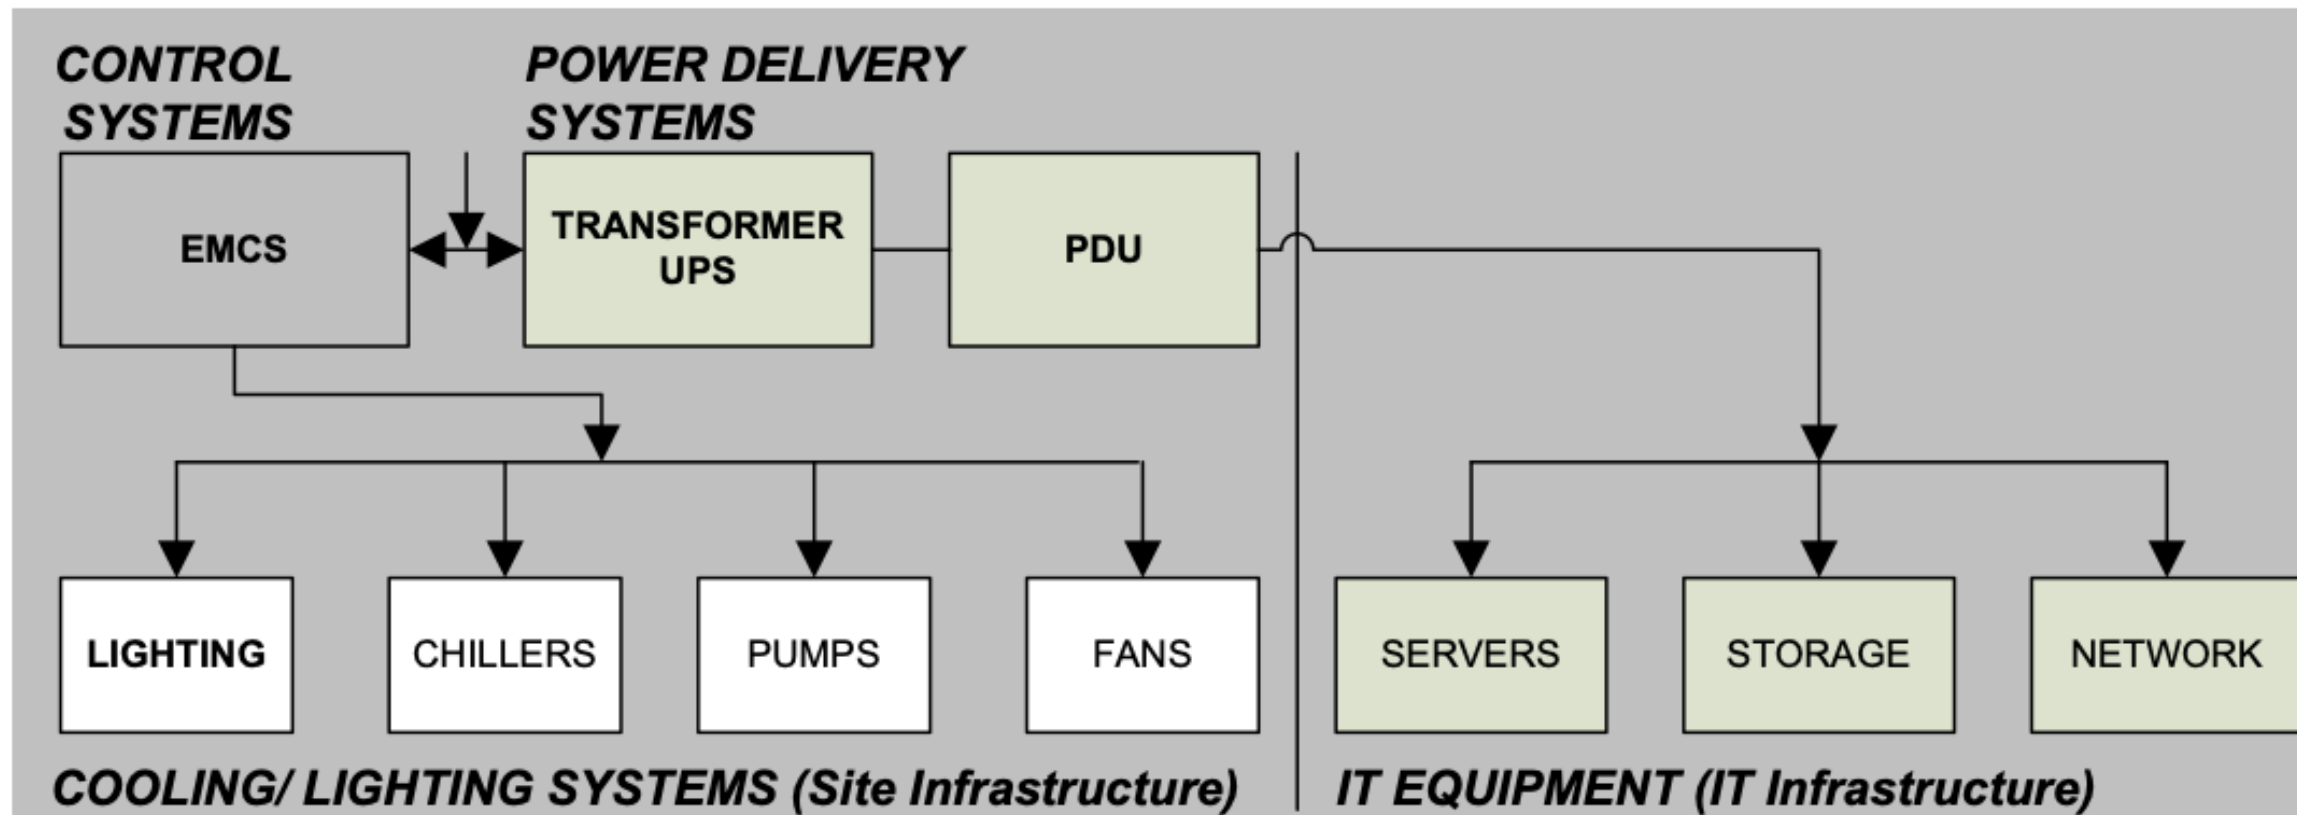 CONTROL
SYSTEMS
POWER DELIVERY
SYSTEMS
EMCS
TRANSFORMER
UPS
PDU
LIGHTING
CHILLERS
PUMPS
FANS
SERVERS
STORAGE
NETWORK
COOLING/ LIGHTING SYSTEMS (Site Infrastructure)
IT EQUIPMENT (IT Infrastructure)